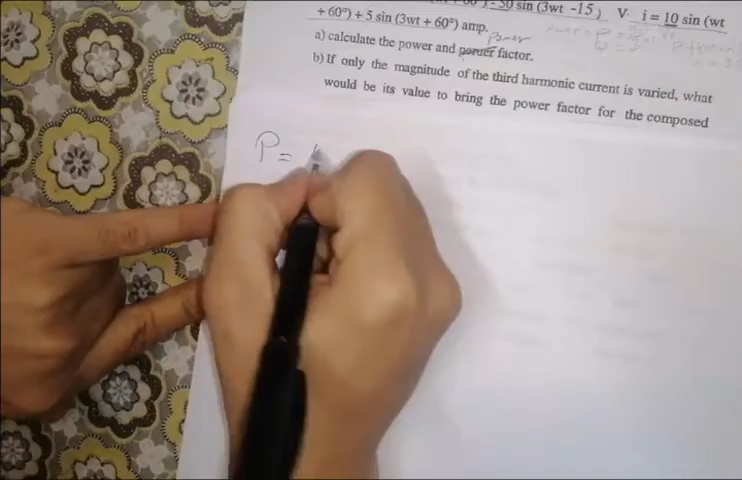 - 50 sin (3wt -15 ) V. i = 10 sin (wt
+ 60°) + 5 sin (3wt + 60°) amp.
power
a) calculate the power and poruer factor.
b) If only the magnitude of the third harmonic current is varied, what
would be its value to bring the power factor for the composed
P =